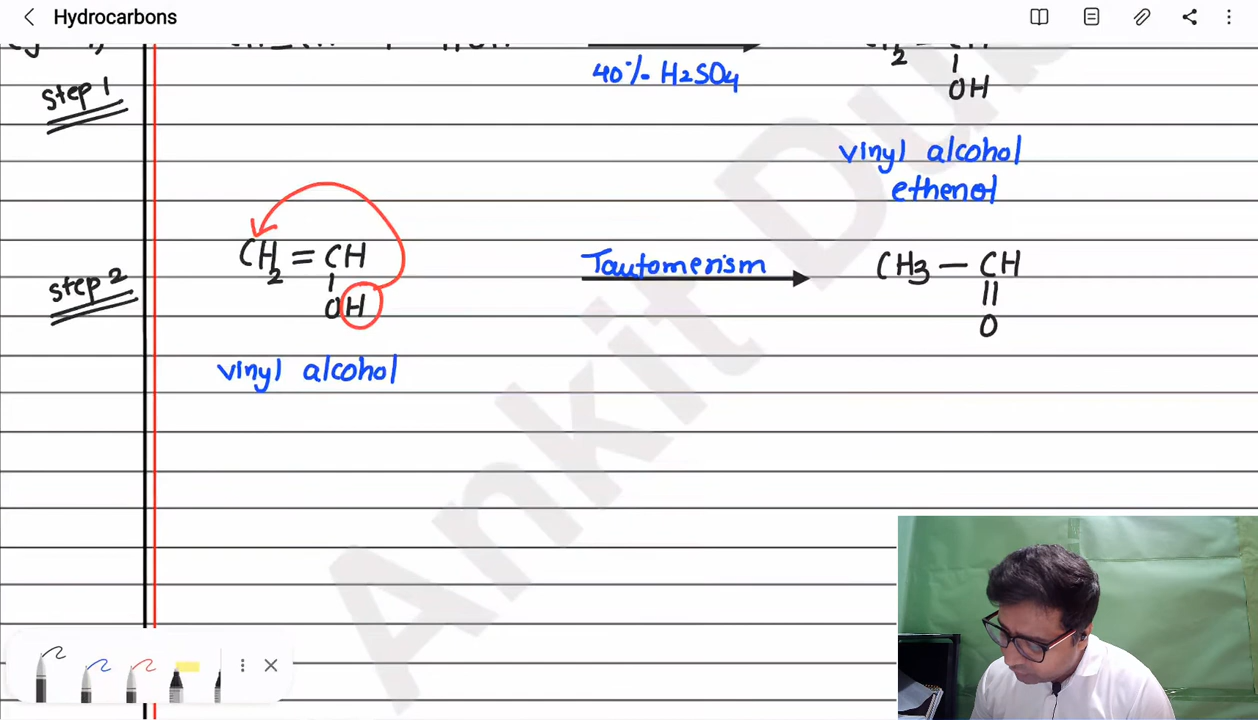 Hydrocarbons
40% H2SO4
OH
step 1
vinyl alcohol
ethenol
CH2 = CH
OH
step 2
Tautomerism
CH3 — CH
O
vinyl alcohol
Ankit Du